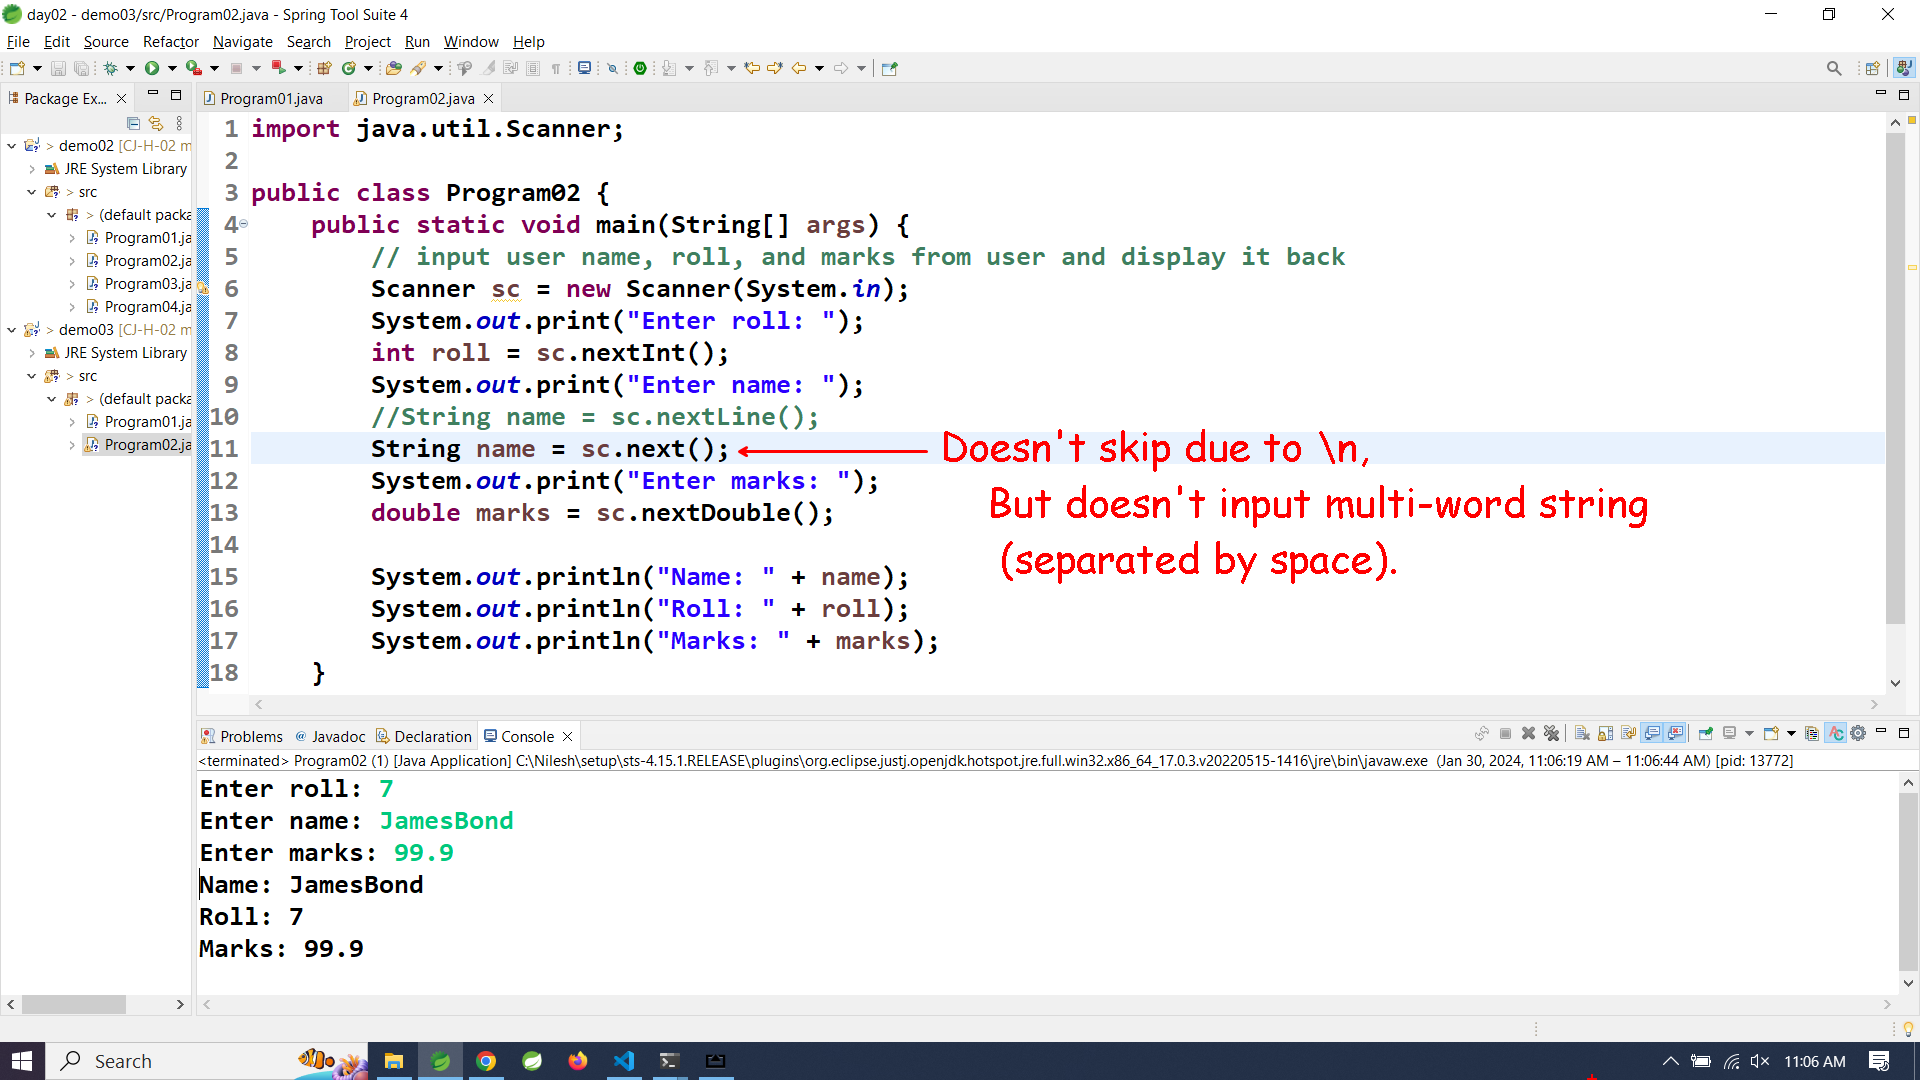 day02 - demo03/src/Program02.java - Spring Tool Suite 4
File Edit Source Refactor Navigate Search Project Run Window Help
Package Ex...
Program01.java
Program02.java
demo02 [CJ-H-02 m
JRE System Library
> src
> (default packa
Program01.ja
Program02.ja
Program03.ja
Program04.ja
> demo03 [CJ-H-02 m
JRE System Library
> src
> (default packa
Program01.ja
Program02.ja
1 import java.util.Scanner;
2
3 public class Program02 {
4 public static void main(String[] args) {
5 // input user name, roll, and marks from user and display it back
6 Scanner sc = new Scanner(System.in);
7 System.out.print("Enter roll: ");
8 int roll = sc.nextInt();
9 System.out.print("Enter name: ");
10 //String name = sc.nextLine();
11 String name = sc.next();
12 System.out.print("Enter marks: ");
13 double marks = sc.nextDouble();
14
15 System.out.println("Name: " + name);
16 System.out.println("Roll: " + roll);
17 System.out.println("Marks: " + marks);
18 }
Doesn't skip due to \n,
But doesn't input multi-word string
(separated by space).
Problems @ Javadoc Declaration Console
<terminated> Program02 (1) [Java Application] C:\Nilesh\setup\sts-4.15.1.RELEASE\plugins\org.eclipse.justj.openjdk.hotspot.jre.full.win32.x86_64_17.0.3.v20220515-1416\jre\bin\javaw.exe (Jan 30, 2024, 11:06:19 AM – 11:06:44 AM) [pid: 13772]
Enter roll: 7
Enter name: JamesBond
Enter marks: 99.9
Name: JamesBond
Roll: 7
Marks: 99.9
Search
11:06 AM